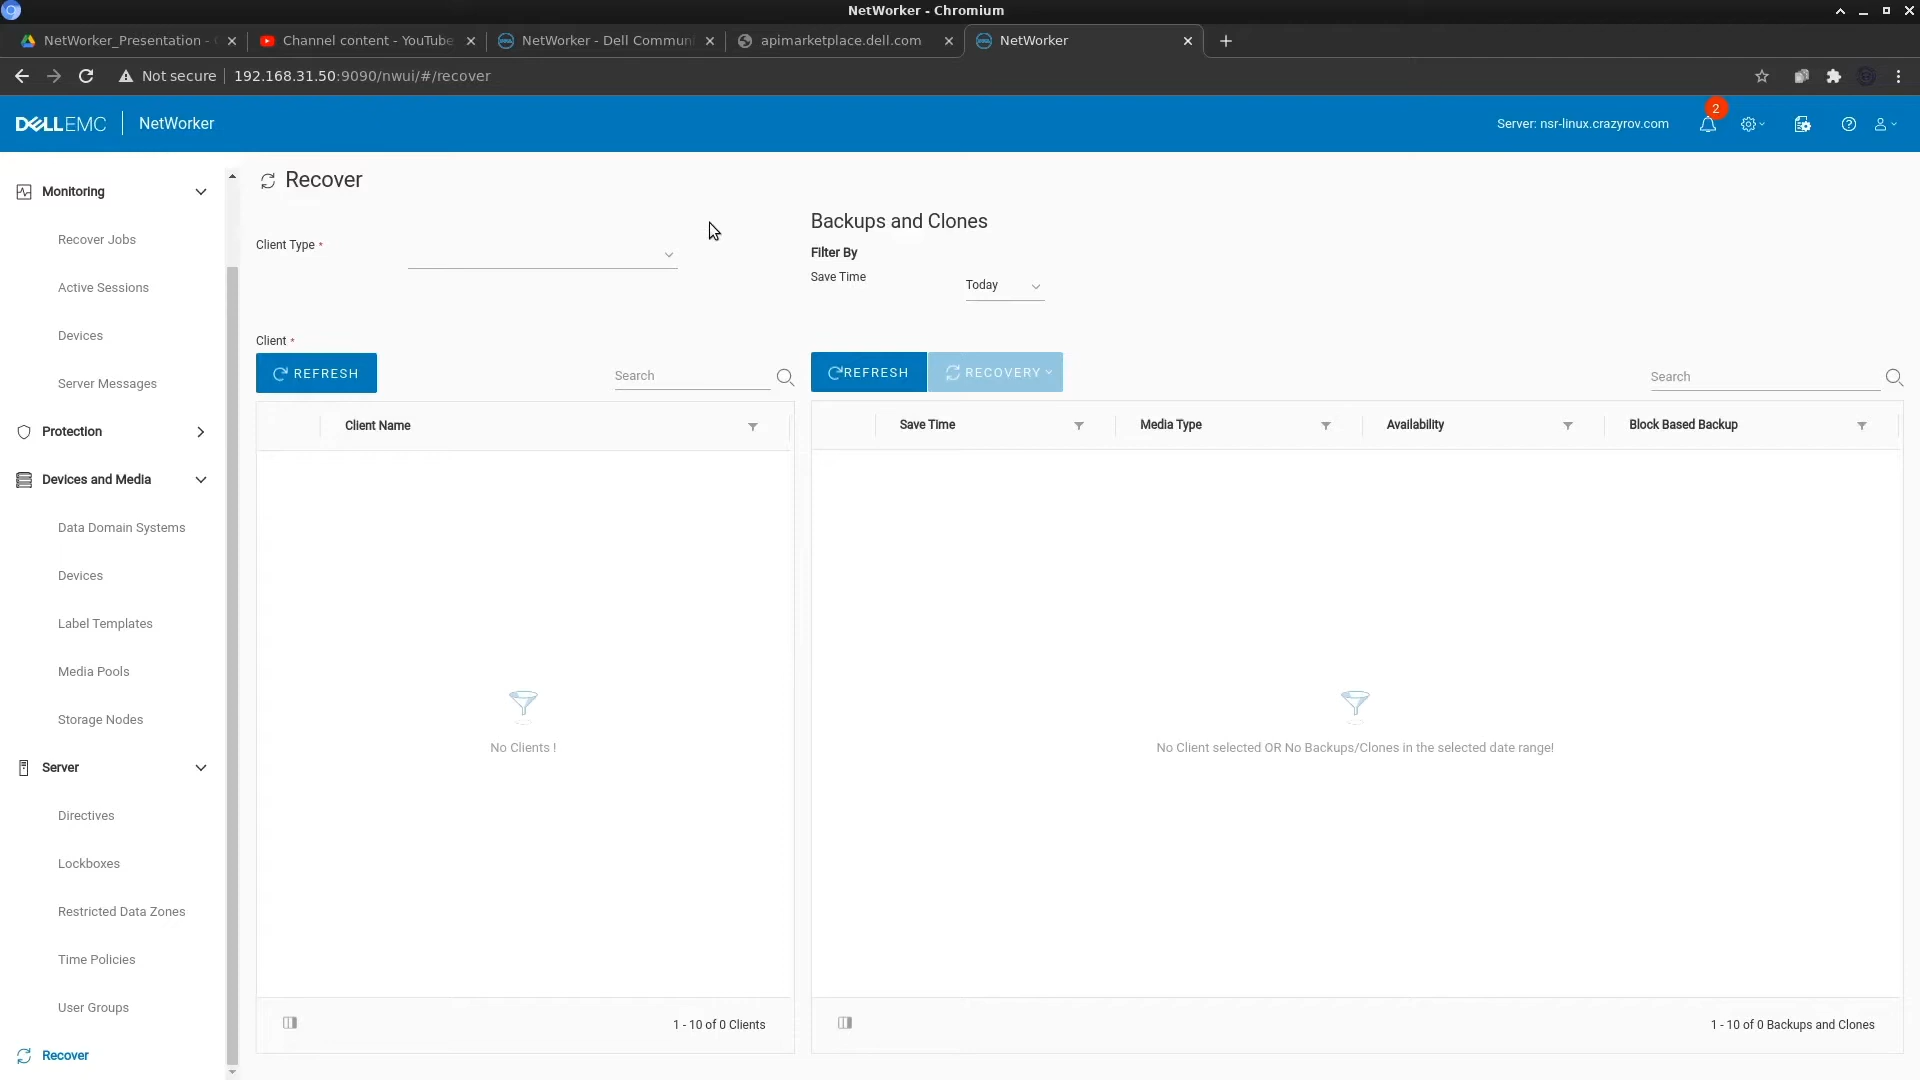 NetWorker - Chromium
NetWorker_Presentation -
Channel content - YouTube
NetWorker - Dell Commun
apimarketplace.dell.com
NetWorker
Not secure
192.168.31.50:9090/nwui/#/recover
DELLEMC
NetWorker
Server: nsr-linux.crazyrov.com
2
Monitoring
Recover Jobs
Active Sessions
Devices
Server Messages
Protection
Devices and Media
Data Domain Systems
Devices
Label Templates
Media Pools
Storage Nodes
Server
Directives
Lockboxes
Restricted Data Zones
Time Policies
User Groups
Recover
Recover
Client Type *
Client *
REFRESH
Search
Client Name
No Clients !
1 - 10 of 0 Clients
Backups and Clones
Filter By
Save Time
Today
REFRESH
RECOVERY
Search
Save Time
Media Type
Availability
Block Based Backup
No Client selected OR No Backups/Clones in the selected date range!
1 - 10 of 0 Backups and Clones